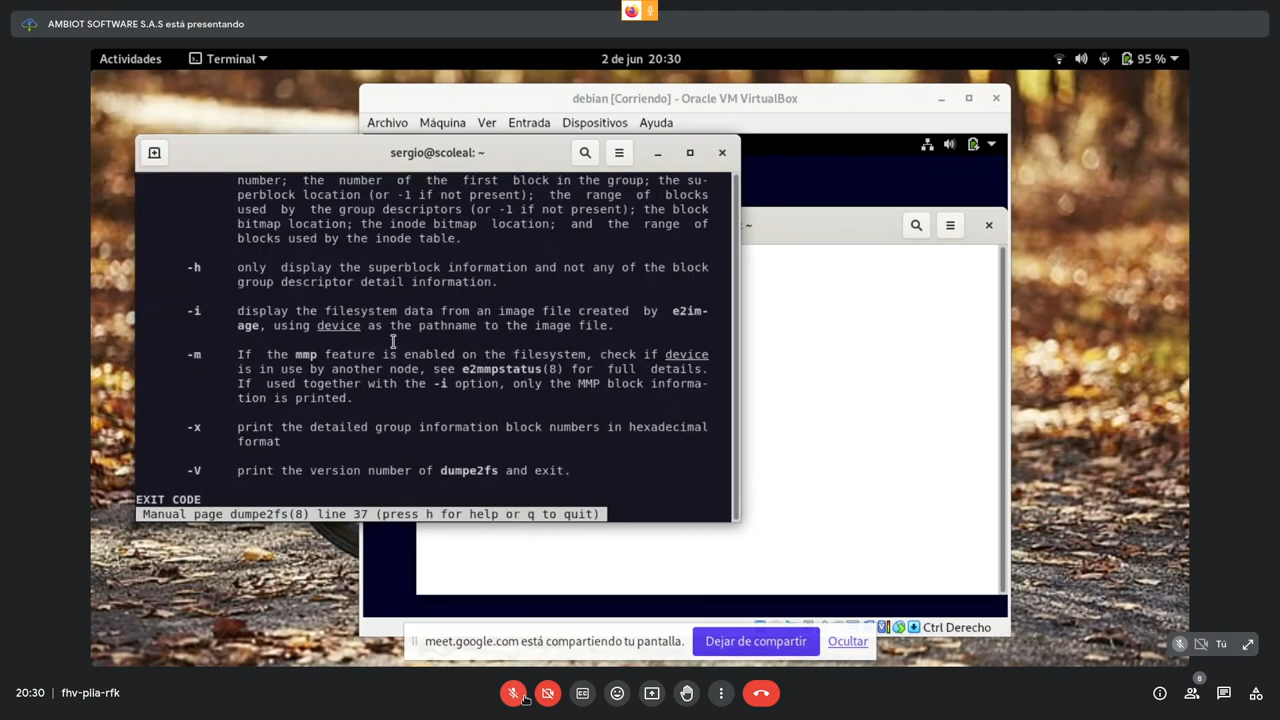 AMBIOT SOFTWARE S.A.S está presentando
Actividades Terminal 2 de jun 20:30 95 %
debian [Corriendo] - Oracle VM VirtualBox
Archivo Máquina Ver Entrada Dispositivos Ayuda
sergio@scoleal: ~
~
number; the number of the first block in the group; the su-
perblock location (or -1 if not present); the range of blocks
used by the group descriptors (or -1 if not present); the block
bitmap location; the inode bitmap location; and the range of
blocks used by the inode table.
-h only display the superblock information and not any of the block
group descriptor detail information.
-i display the filesystem data from an image file created by e2im-
age, using device as the pathname to the image file.
-m If the mmp feature is enabled on the filesystem, check if device
is in use by another node, see e2mmpstatus(8) for full details.
If used together with the -i option, only the MMP block informa-
tion is printed.
-x print the detailed group information block numbers in hexadecimal
format
-V print the version number of dumpe2fs and exit.
EXIT CODE
Manual page dumpe2fs(8) line 37 (press h for help or q to quit)
Ctrl Derecho
meet.google.com está compartiendo tu pantalla. Dejar de compartir Ocultar
Tú
20:30 | fhv-piia-rfk
8